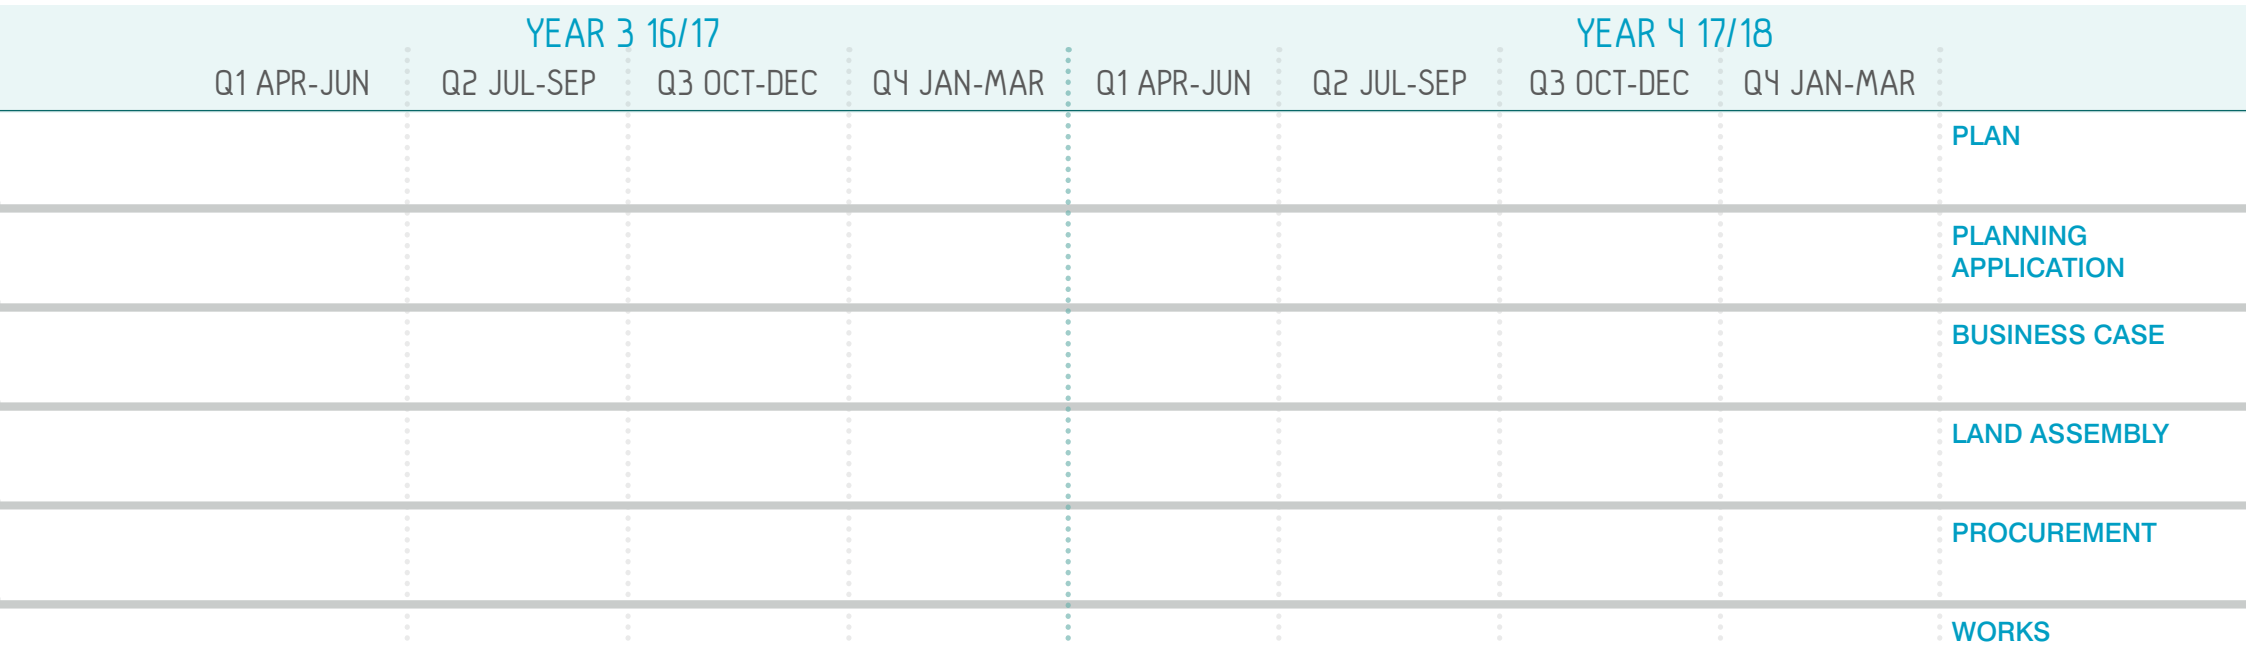 YEAR 3 16/17
YEAR 4 17/18
Q1 APR-JUN Q2 JUL-SEP Q3 OCT-DEC Q4 JAN-MAR Q1 APR-JUN Q2 JUL-SEP Q3 OCT-DEC Q4 JAN-MAR
PLAN
PLANNING
APPLICATION
BUSINESS CASE
LAND ASSEMBLY
PROCUREMENT
WORKS